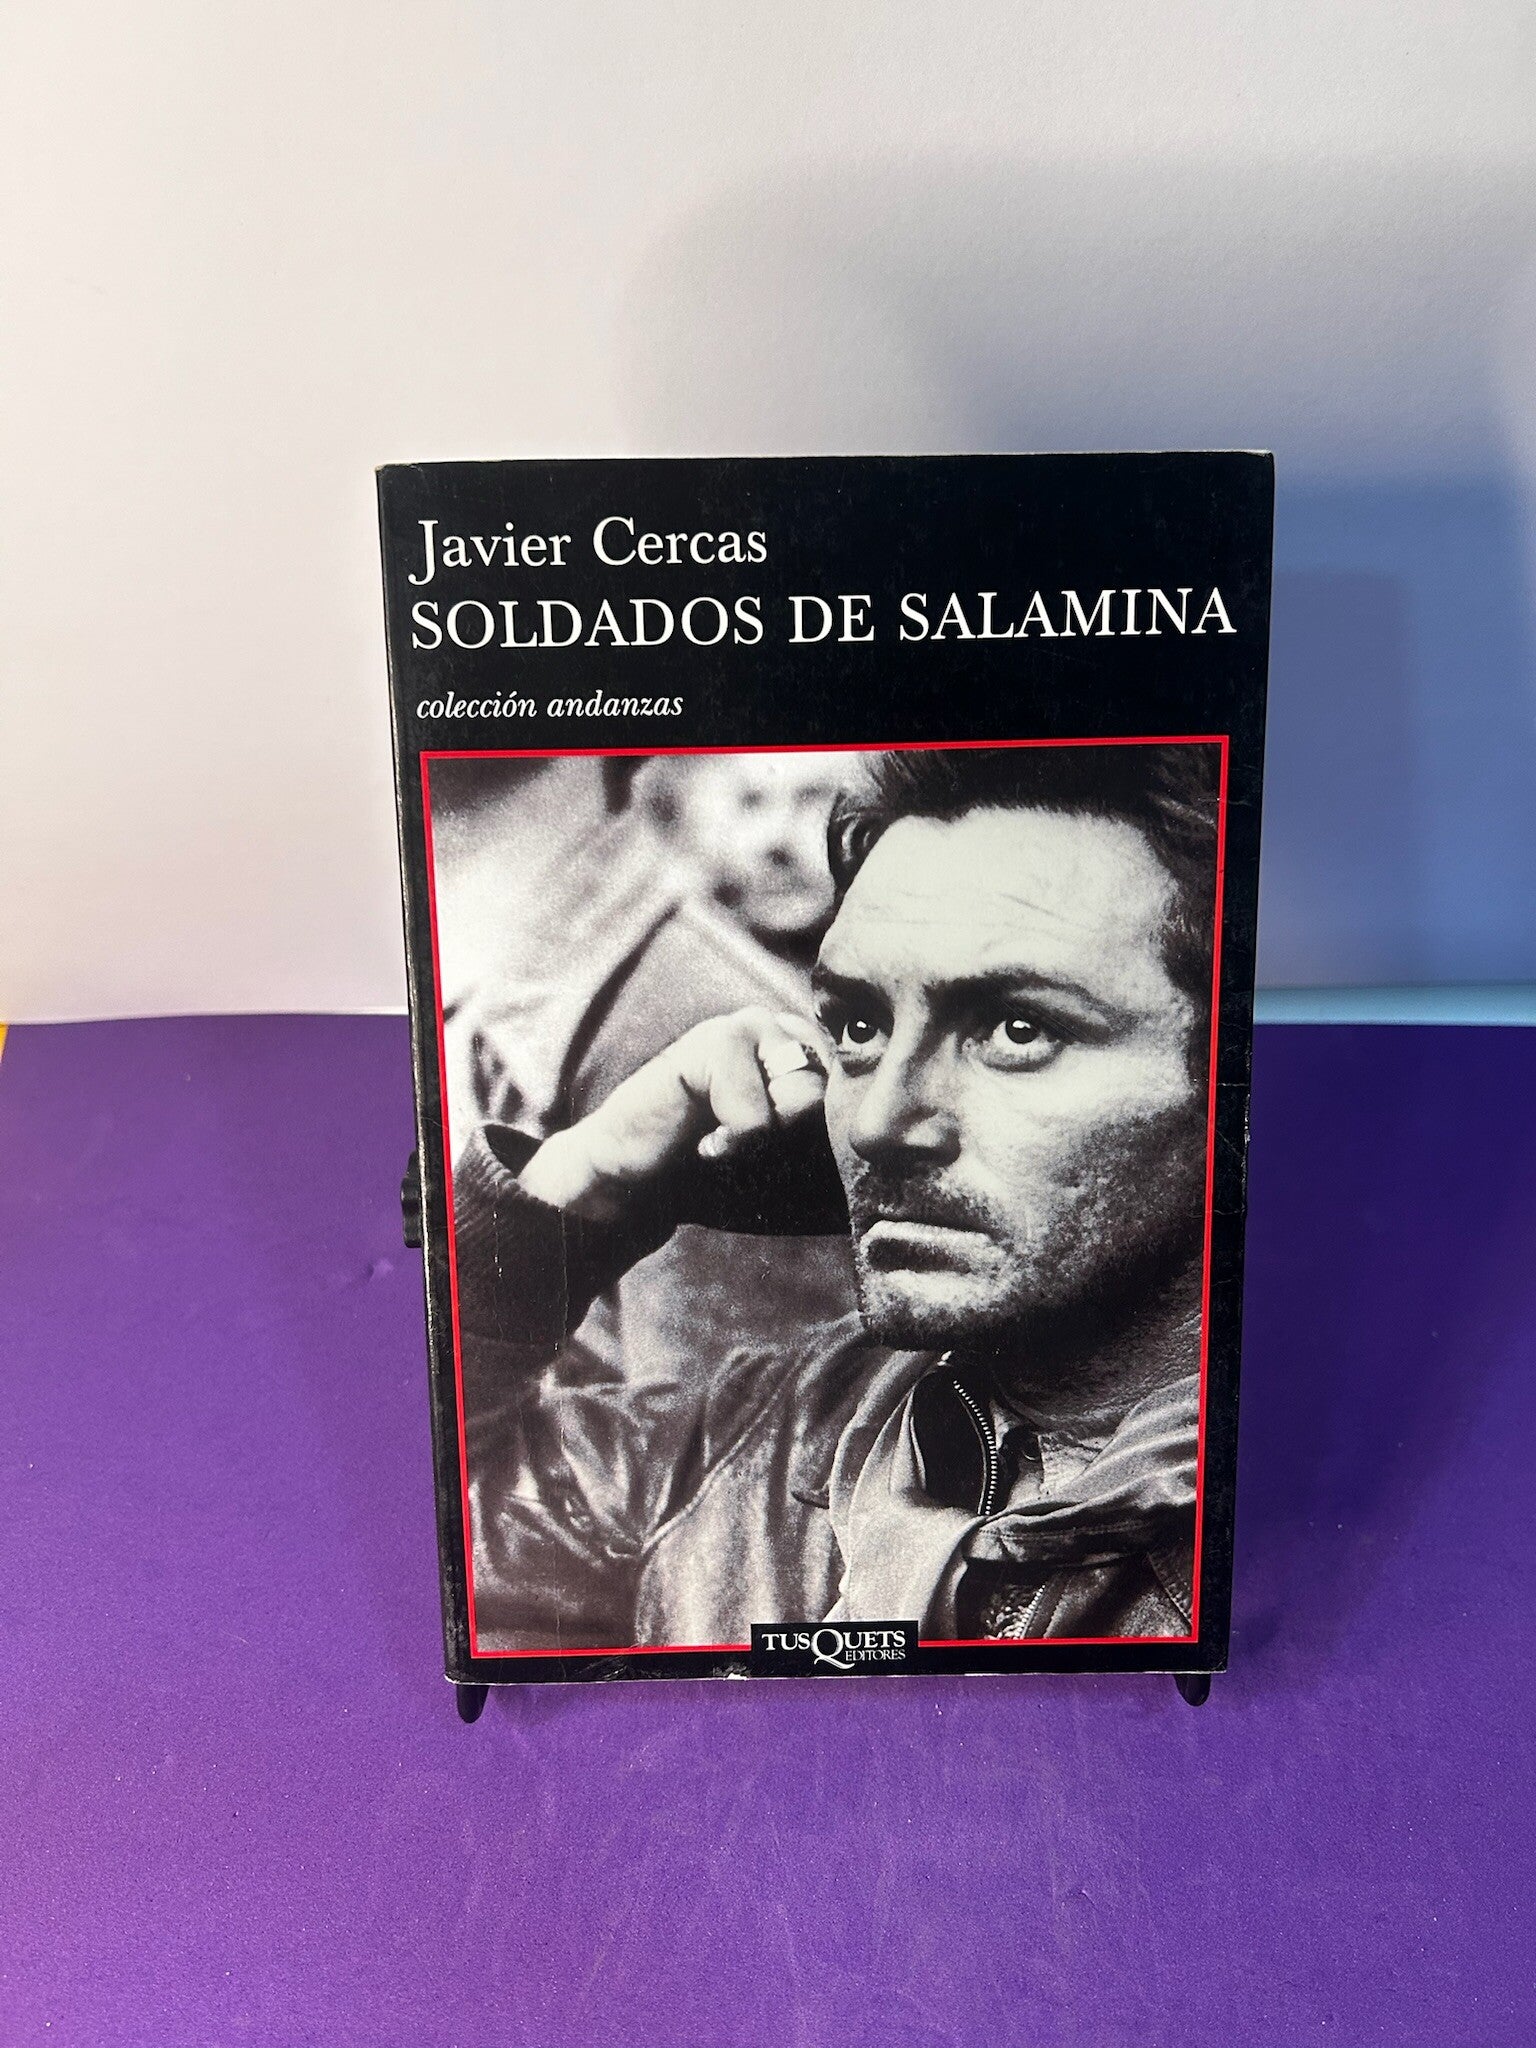 Javier Cercas
SOLDADOS DE SALAMINA
colección andanzas
TUSQUETS
EDITORES